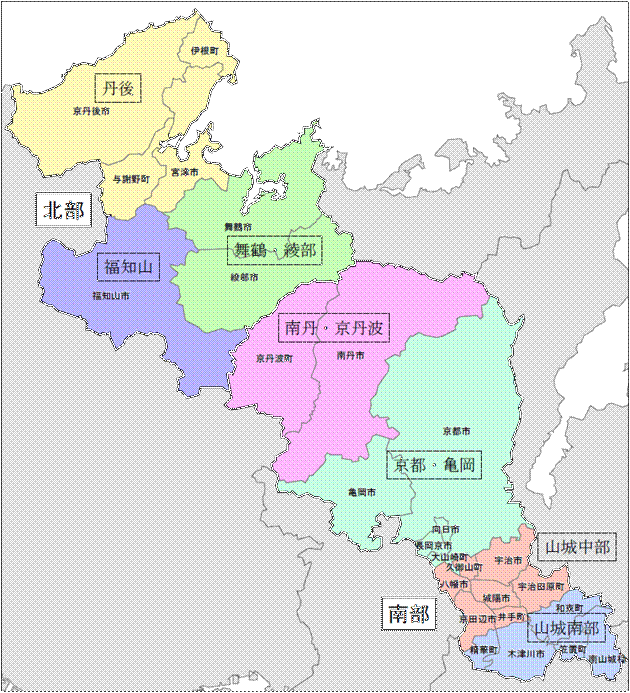 伊根町
丹後
京丹後市
宮津市
与謝野町
北部
舞鶴市
舞鶴・綾部
福知山
綾部市
福知山市
南丹・京丹波
京丹波町
南丹市
京都市
京都・亀岡
亀岡市
向日市
長岡京市
山城中部
大山崎町
宇治市
久御山町
八幡市
宇治田原町
城陽市
和束町
南部
井手町
京田辺市
山城南部
精華町
木津川市
笠置町
南山城村